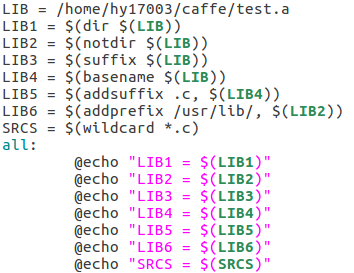 LIB = /home/hy17003/caffe/test.a
LIB1 = $(dir $(LIB))
LIB2 = $(notdir $(LIB))
LIB3 = $(suffix $(LIB))
LIB4 = $(basename $(LIB))
LIB5 = $(addsuffix .c, $(LIB4))
LIB6 = $(addprefix /usr/lib/, $(LIB2))
SRCS = $(wildcard *.c)
all:
        @echo "LIB1 = $(LIB1)"
        @echo "LIB2 = $(LIB2)"
        @echo "LIB3 = $(LIB3)"
        @echo "LIB4 = $(LIB4)"
        @echo "LIB5 = $(LIB5)"
        @echo "LIB6 = $(LIB6)"
        @echo "SRCS = $(SRCS)"